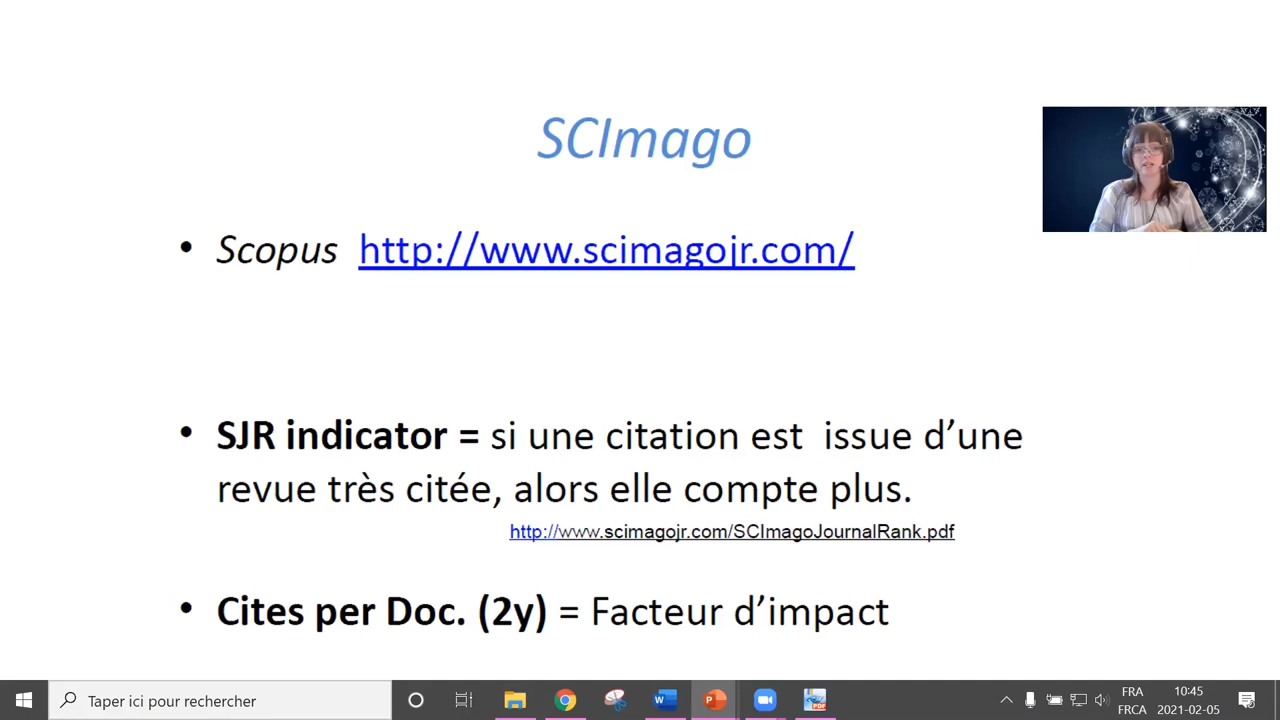 SCImago
• Scopus http://www.scimagojr.com/
• SJR indicator = si une citation est issue d’une
revue très citée, alors elle compte plus.
http://www.scimagojr.com/SCImagoJournalRank.pdf
• Cites per Doc. (2y) = Facteur d’impact
Taper ici pour rechercher
FRA
FRCA
10:45
2021-02-05